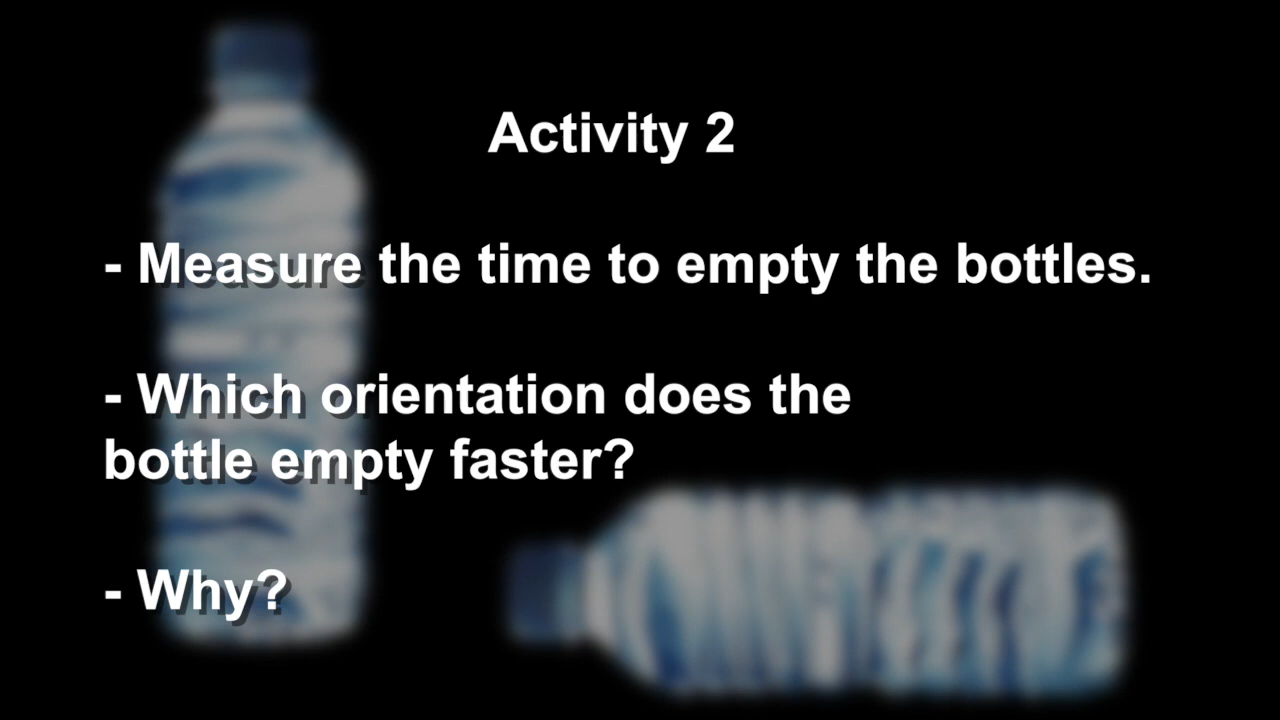 Activity 2
- Measure the time to empty the bottles.
- Which orientation does the
bottle empty faster?
- Why?